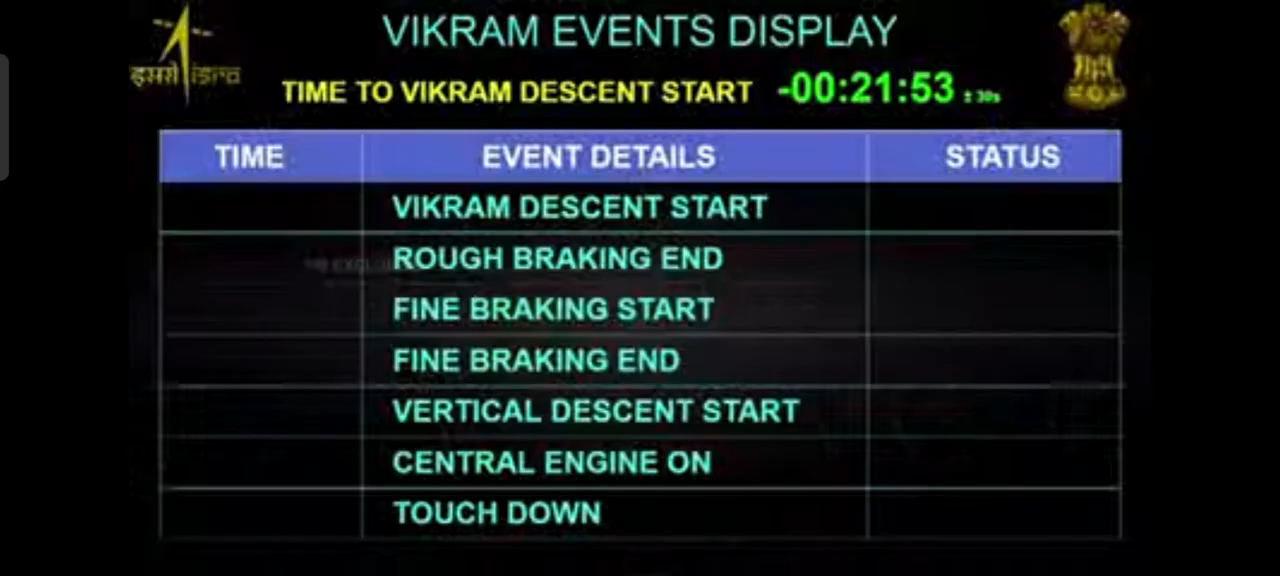 VIKRAM EVENTS DISPLAY
इसरो isro
TIME TO VIKRAM DESCENT START -00:21:53 ± 30s
TIME EVENT DETAILS STATUS
VIKRAM DESCENT START
ROUGH BRAKING END
FINE BRAKING START
FINE BRAKING END
VERTICAL DESCENT START
CENTRAL ENGINE ON
TOUCH DOWN